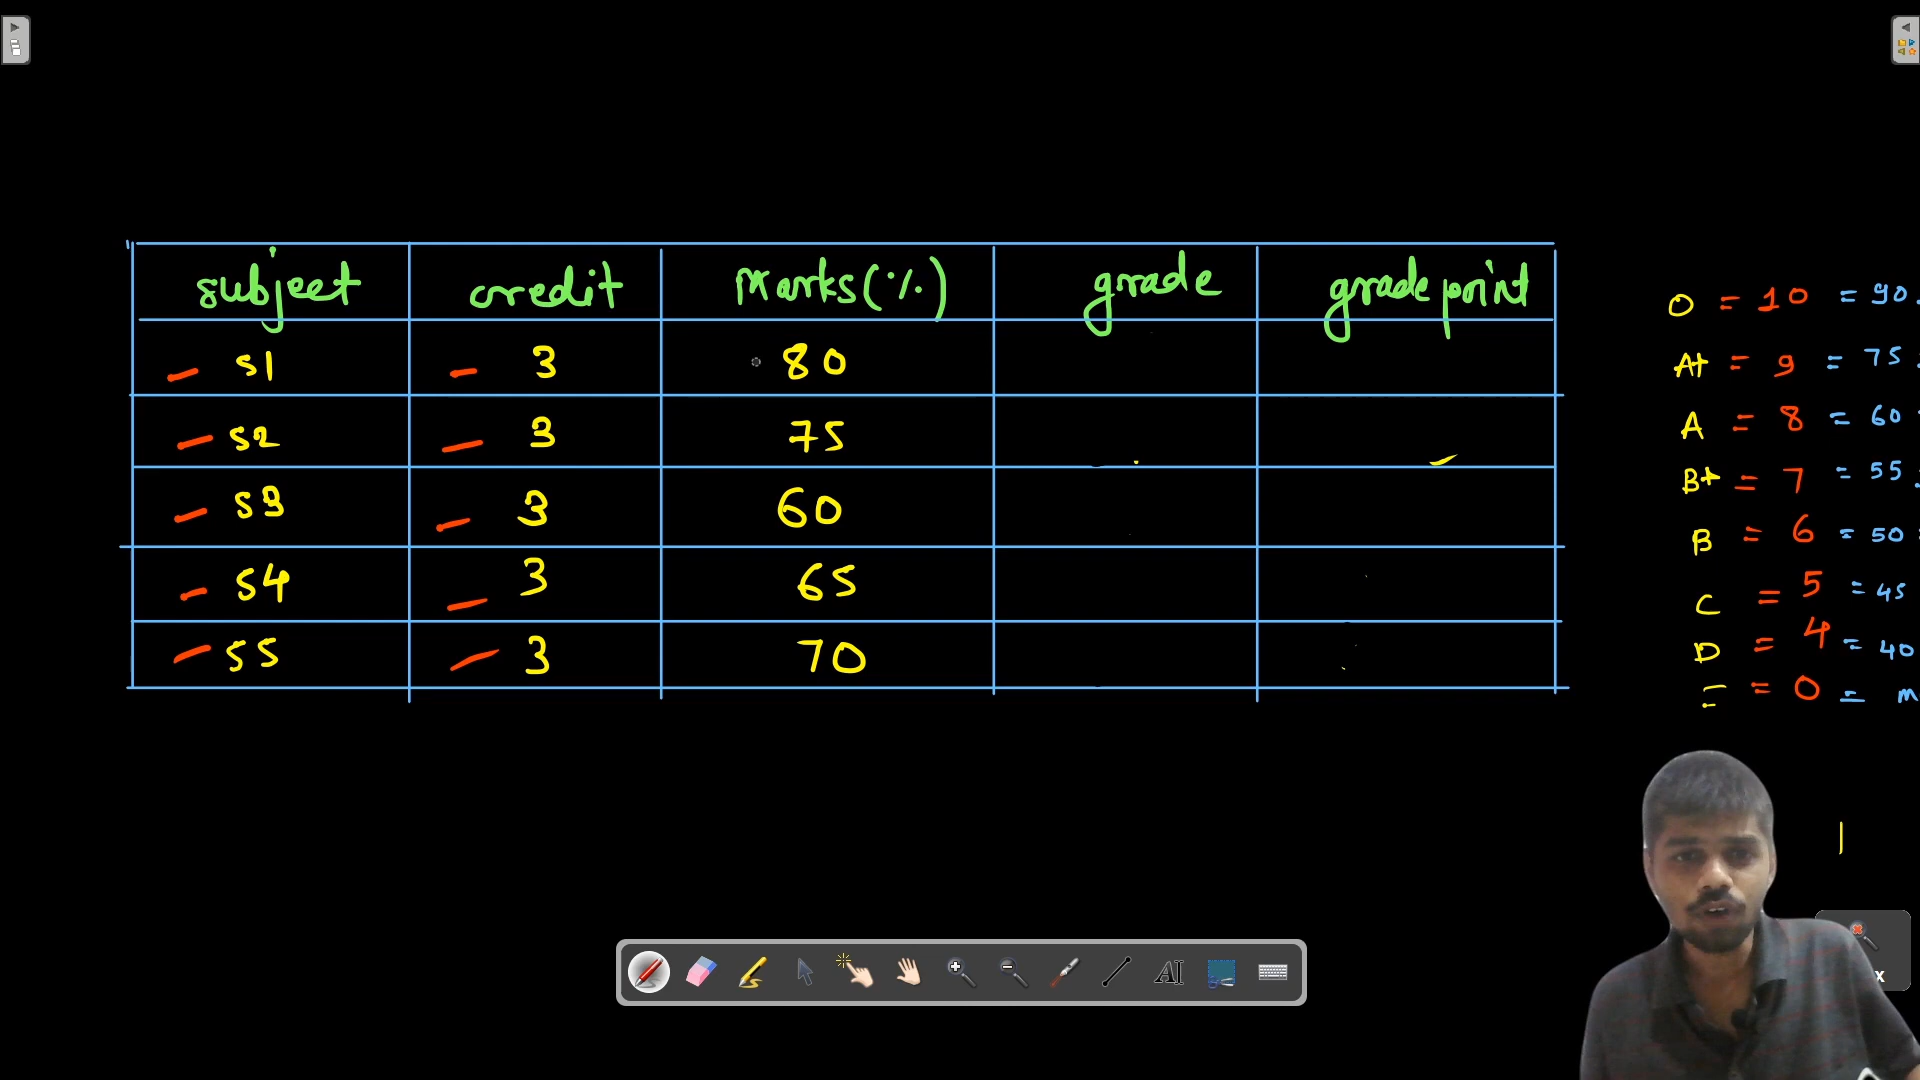 subject credit Marks(%) grade grade point
S1 3 80
S2 3 75
S3 3 60
S4 3 65
S5 3 70
O = 10 = 90
A+ = 9 = 75
A = 8 = 60
B+ = 7 = 55
B = 6 = 50
C = 5 = 45
D = 4 = 40
= 0 = m
AI
x